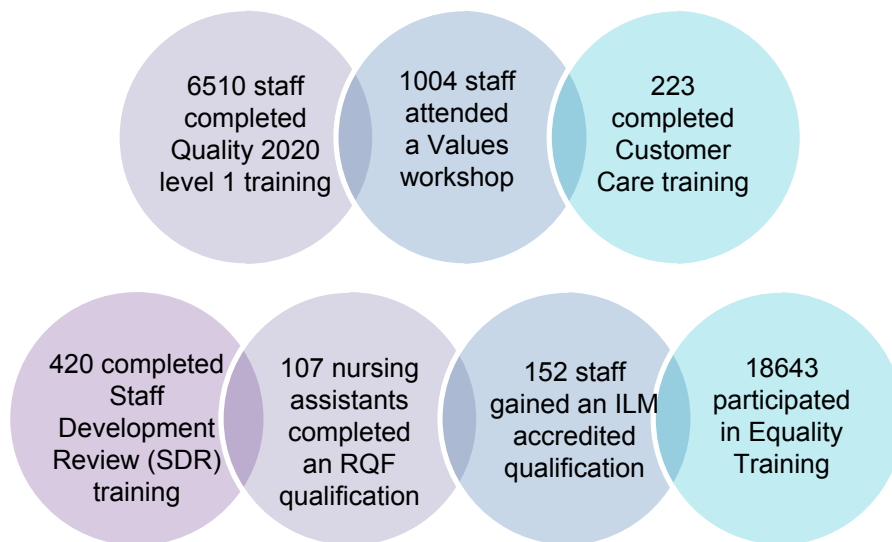 6510 staff
completed
Quality 2020
level 1 training
1004 staff
attended
a Values
workshop
223
completed
Customer
Care training
420 completed
Staff
Development
Review (SDR)
training
107 nursing
assistants
completed
an RQF
qualification
152 staff
gained an ILM
accredited
qualification
18643
participated
in Equality
Training